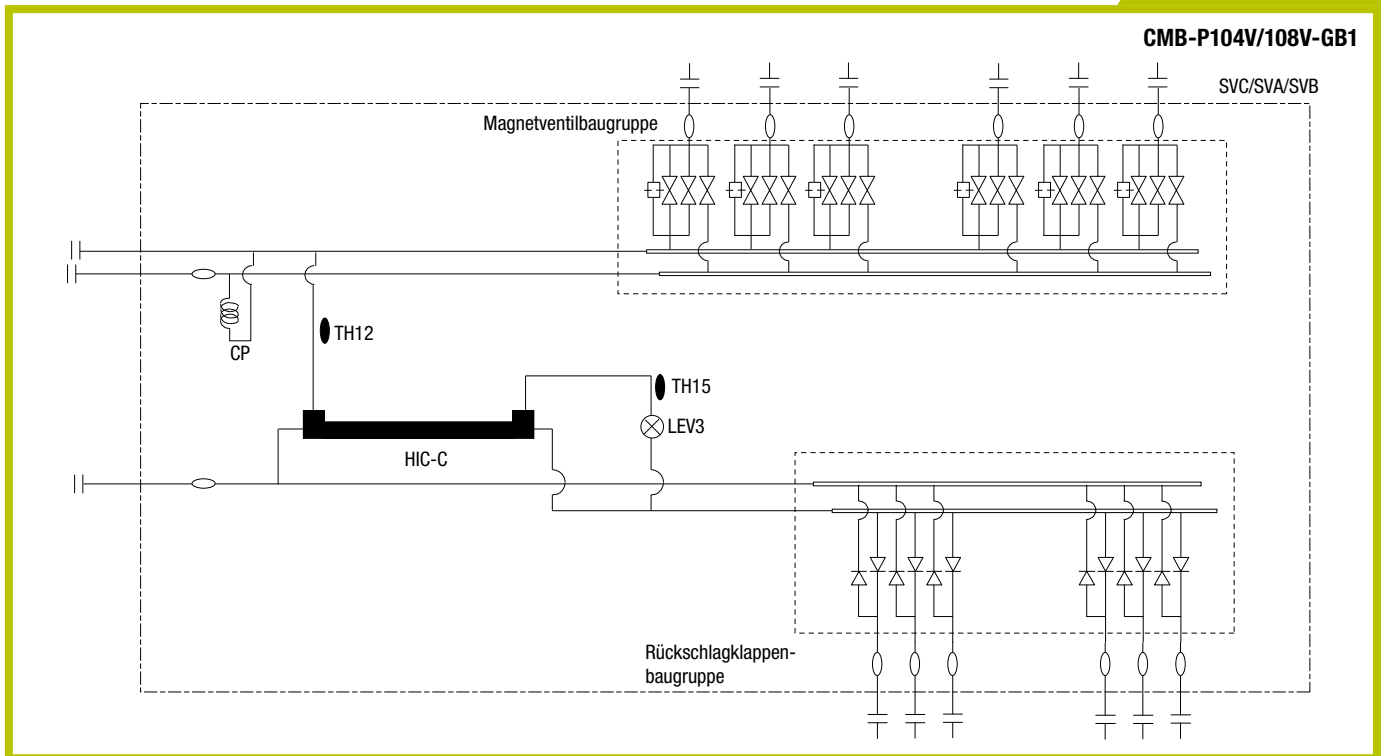 CMB-P104V/108V-GB1
SVC/SVA/SVB
Magnetventilbaugruppe
TH12
CP
TH15
LEV3
HIC-C
Rückschlagklappen-
baugruppe